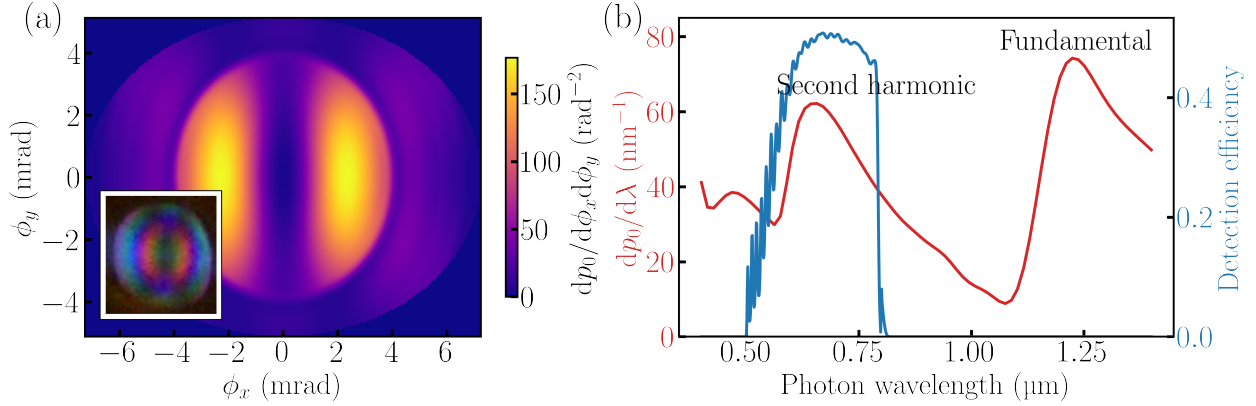 (a)
4
2
0
−2
−4
ϕy (mrad)
−6 −4 −2 0 2 4 6
ϕx (mrad)
150
100
50
0
dp0/dϕxdϕy (rad−2)
(b)
80
60
40
20
0
dp0/dλ (nm−1)
Fundamental
Second harmonic
0.4
0.2
0.0
Detection efficiency
0.50 0.75 1.00 1.25
Photon wavelength (µm)